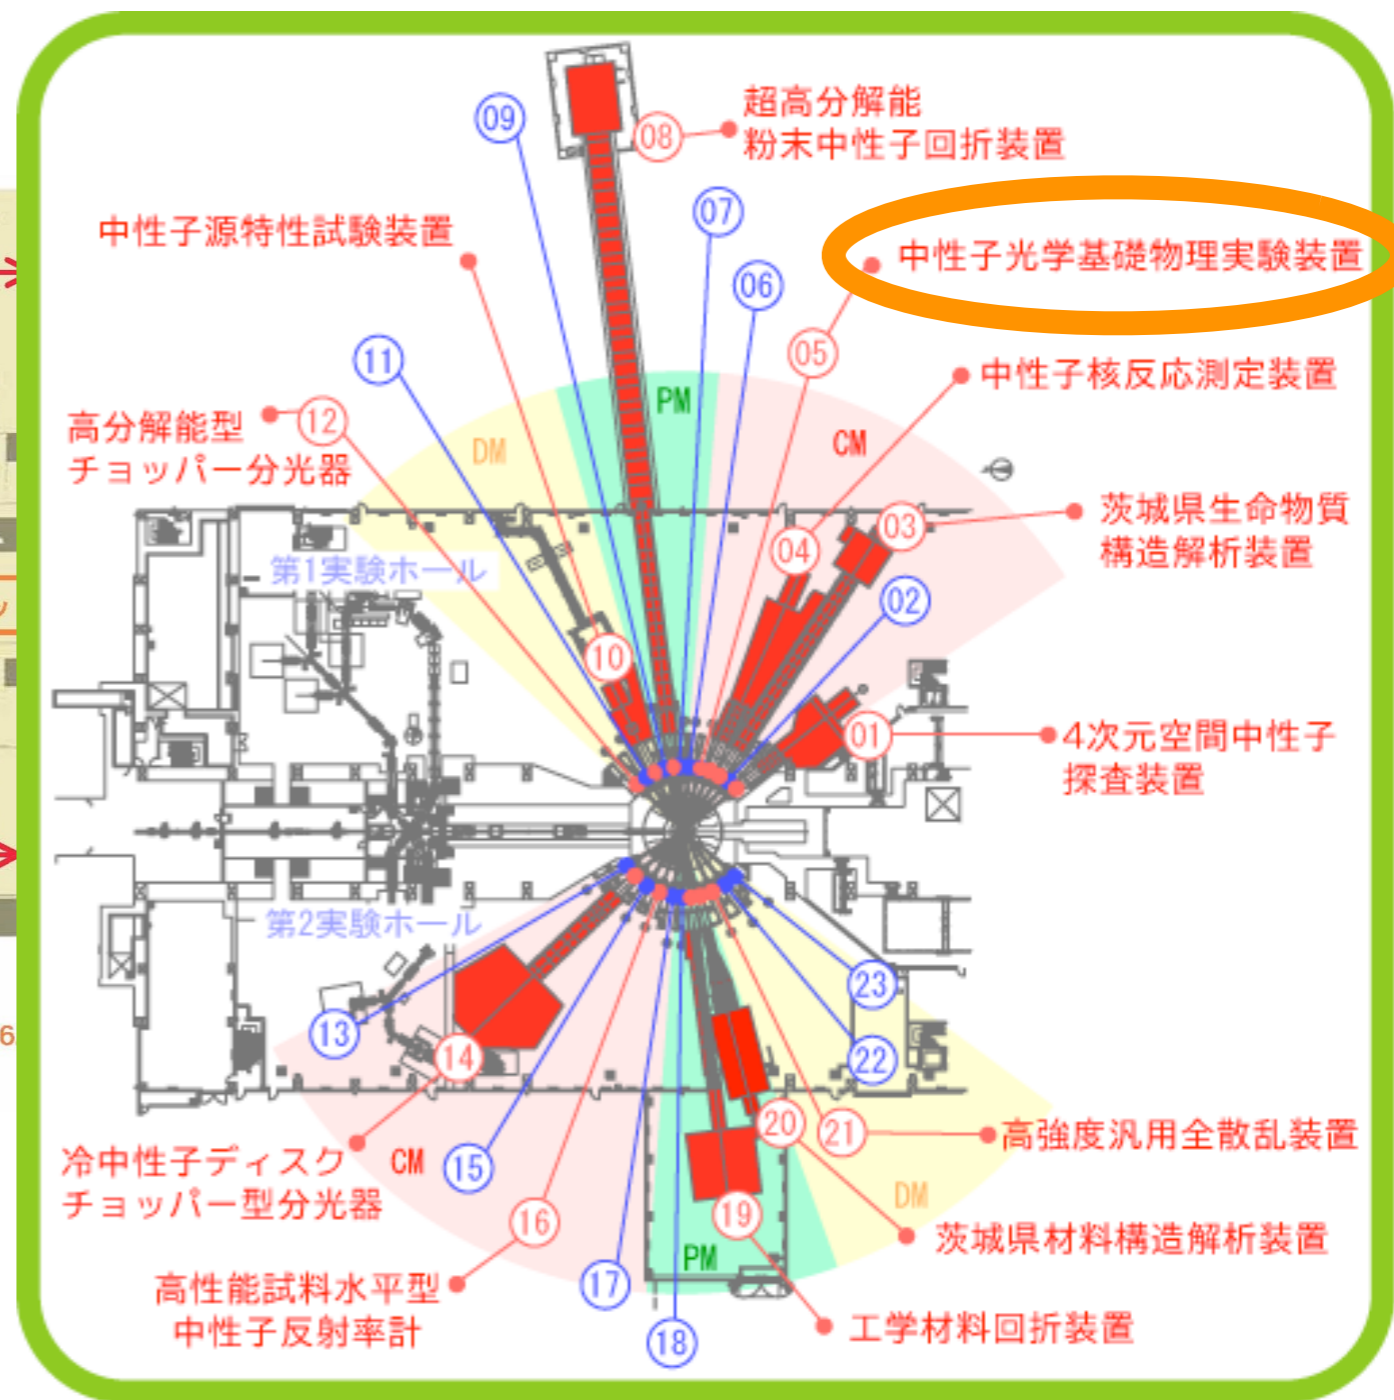 超高分解能
粉末中性子回折装置
08
09
07
中性子源特性試験装置
中性子光学基礎物理実験装置
06
05
11
中性子核反応測定装置
PM
CM
DM
12
高分解能型
チョッパー分光器
茨城県生命物質
構造解析装置
03
04
第1実験ホール
02
10
01
4次元空間中性子
探査装置
第2実験ホール
23
13
22
14
20
21
高強度汎用全散乱装置
冷中性子ディスク
チョッパー型分光器
CM
15
DM
16
19
茨城県材料構造解析装置
PM
高性能試料水平型
中性子反射率計
17
18
工学材料回折装置
6